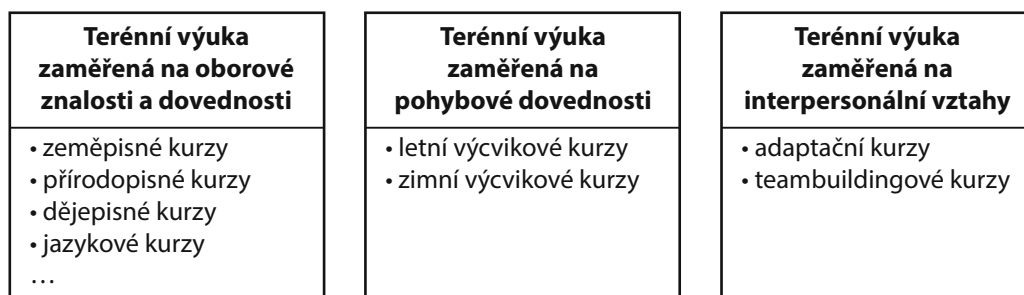 Terénní výuka
zaměřená na oborové
znalosti a dovednosti
• zeměpisné kurzy
• přírodopisné kurzy
• dějepisné kurzy
• jazykové kurzy
…
Terénní výuka
zaměřená na
pohybové dovednosti
• letní výcvikové kurzy
• zimní výcvikové kurzy
Terénní výuka
zaměřená na
interpersonální vztahy
• adaptační kurzy
• teambuildingové kurzy